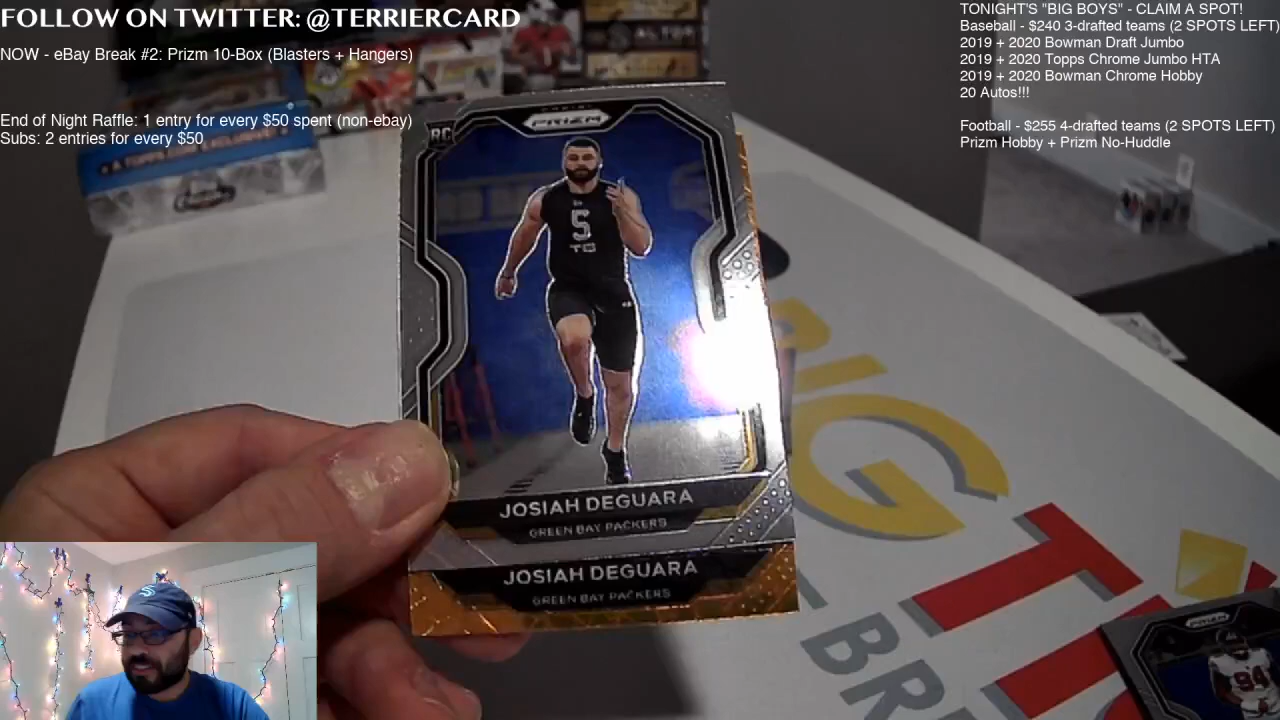 FOLLOW ON TWITTER: @TERRIERCARD
NOW - eBay Break #2: Prizm 10-Box (Blasters + Hangers)
End of Night Raffle: 1 entry for every $50 spent (non-ebay)
Subs: 2 entries for every $50
TONIGHT'S "BIG BOYS" - CLAIM A SPOT!
Baseball - $240 3-drafted teams (2 SPOTS LEFT)
2019 + 2020 Bowman Draft Jumbo
2019 + 2020 Topps Chrome Jumbo HTA
2019 + 2020 Bowman Chrome Hobby
20 Autos!!!
Football - $255 4-drafted teams (2 SPOTS LEFT)
Prizm Hobby + Prizm No-Huddle
RC
PANINI
PRIZM
JOSIAH DEGUARA
GREEN BAY PACKERS
JOSIAH DEGUARA
GREEN BAY PACKERS
BIG
PRIZM
94